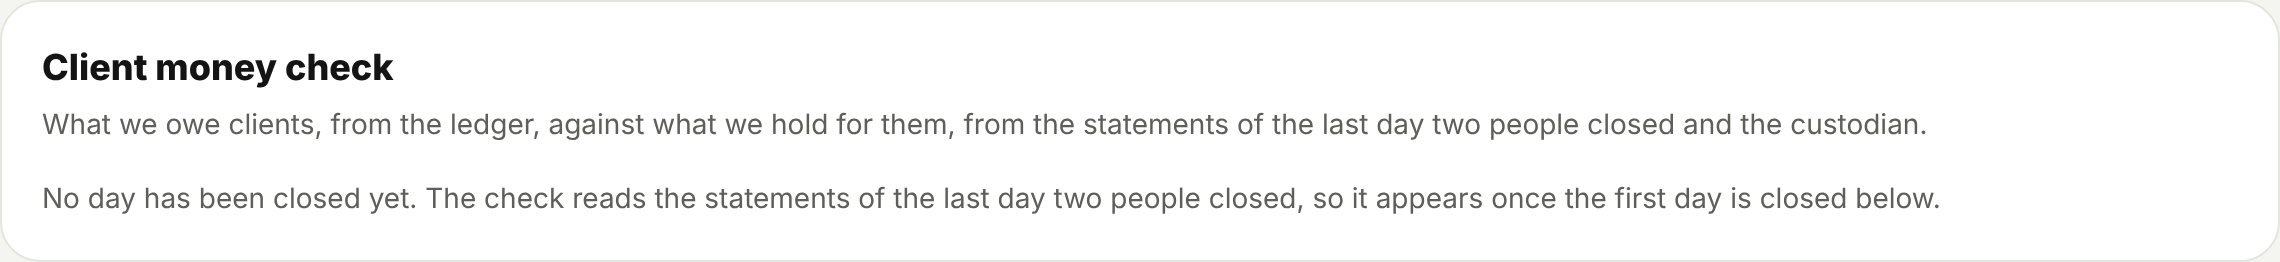 Client money check
What we owe clients, from the ledger, against what we hold for them, from the statements of the last day two people closed and the custodian.
No day has been closed yet. The check reads the statements of the last day two people closed, so it appears once the first day is closed below.